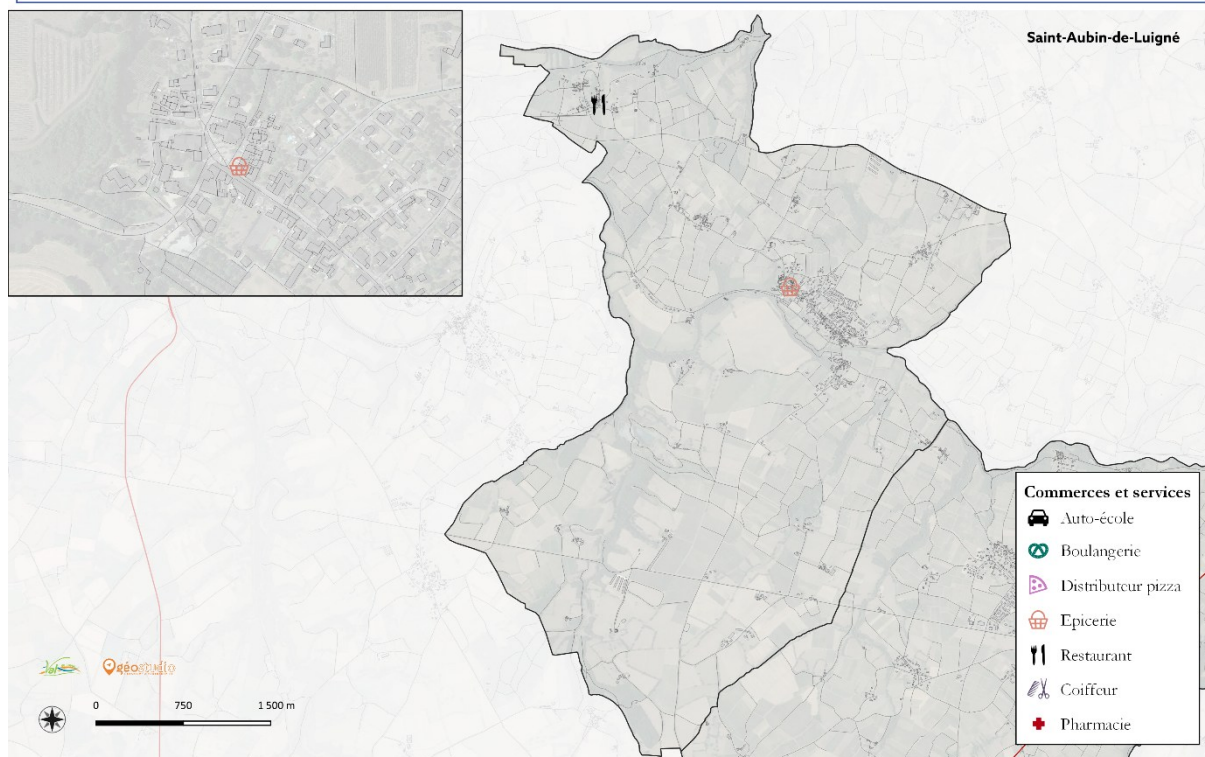 Saint-Aubin-de-Luigné
Commerces et services
Auto-école
Boulangerie
Distributeur pizza
Epicerie
Restaurant
Coiffeur
Pharmacie
géostudio
0 750 1 500 m